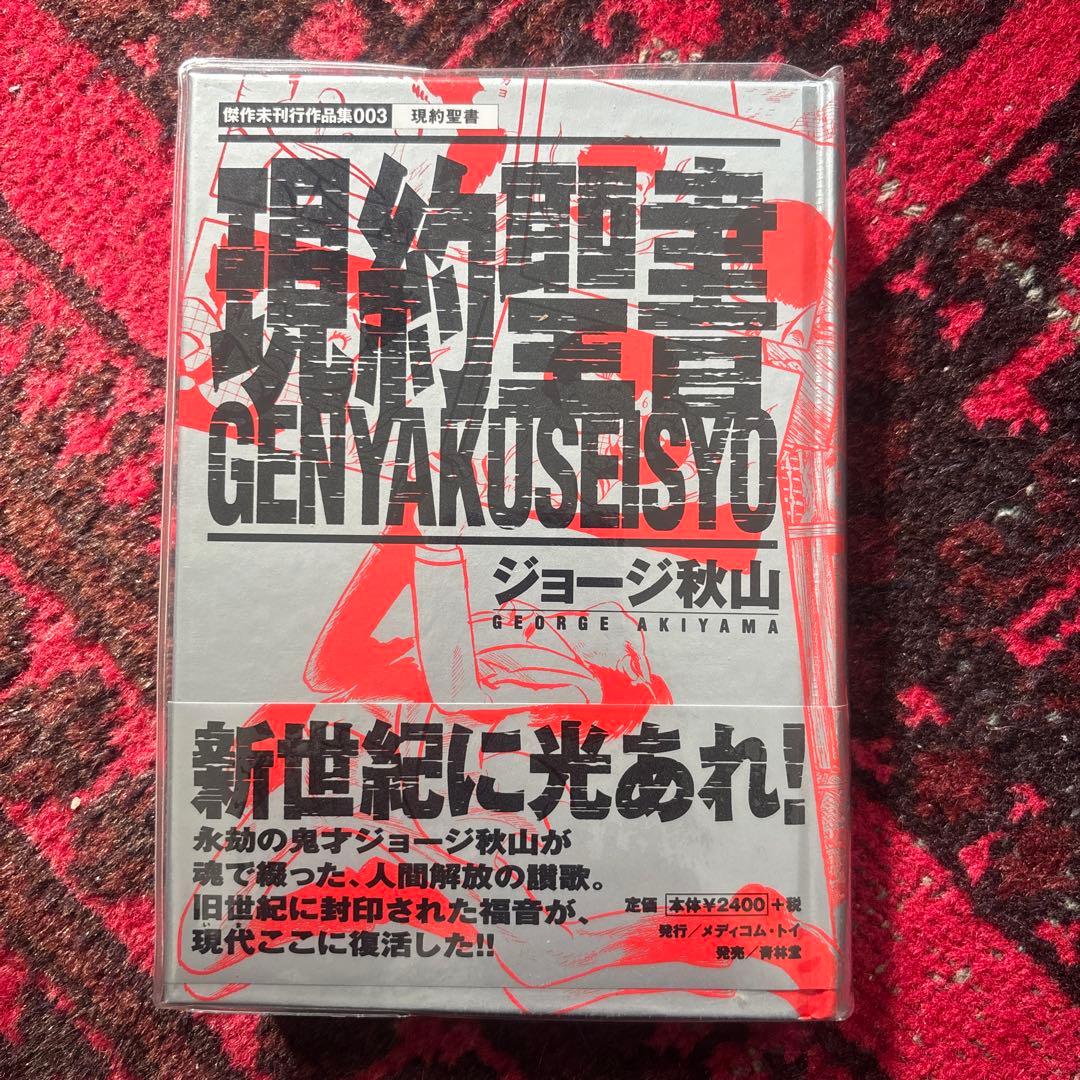 傑作未刊行作品集003 現約聖書
現約聖書
GENYAKUSEISYO
ジョージ秋山
GEORGE AKIYAMA
新世紀に光あれ!
永劫の鬼才ジョージ秋山が
魂で綴った、人間解放の讃歌。
旧世紀に封印された福音が、
現代ここに復活した!!
定価 本体¥2400 +税
発行/メディコム・トイ
発売/青林堂